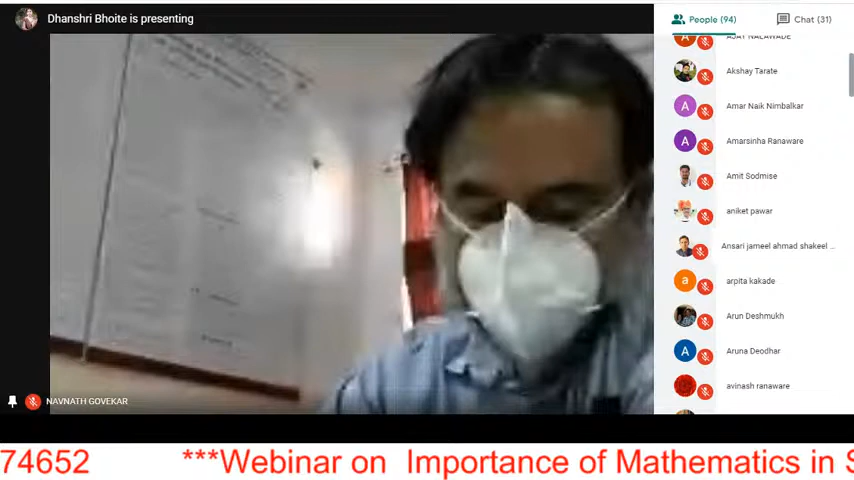 Dhanshri Bhoite is presenting
People (94)
Chat (31)
AJAY NALAWADE
Akshay Tarate
A
Amar Naik Nimbalkar
A
Amarsinha Ranaware
Amit Sodmise
aniket pawar
Ansari jameel ahmad shakeel ...
a
arpita kakade
Arun Deshmukh
A
Aruna Deodhar
avinash ranaware
NAVNATH GOVEKAR
74652 ***Webinar on Importance of Mathematics in S